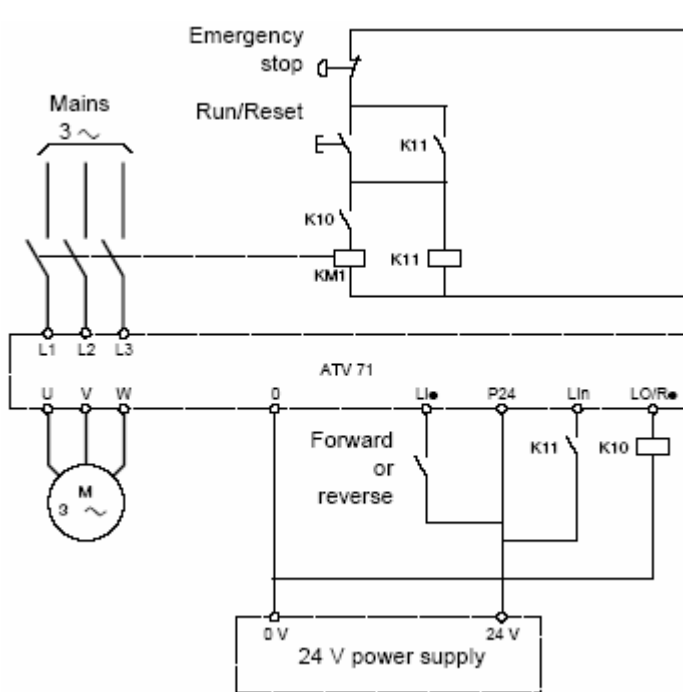 Emergency
stop
Mains
3 ~
Run/Reset
K11
K10
KM1
K11
L1 L2 L3
ATV 71
U V W 0 LI● P24 LIn LO/R●
Forward
or
reverse
K11
K10
M
3 ~
0 V
24 V
24 V power supply